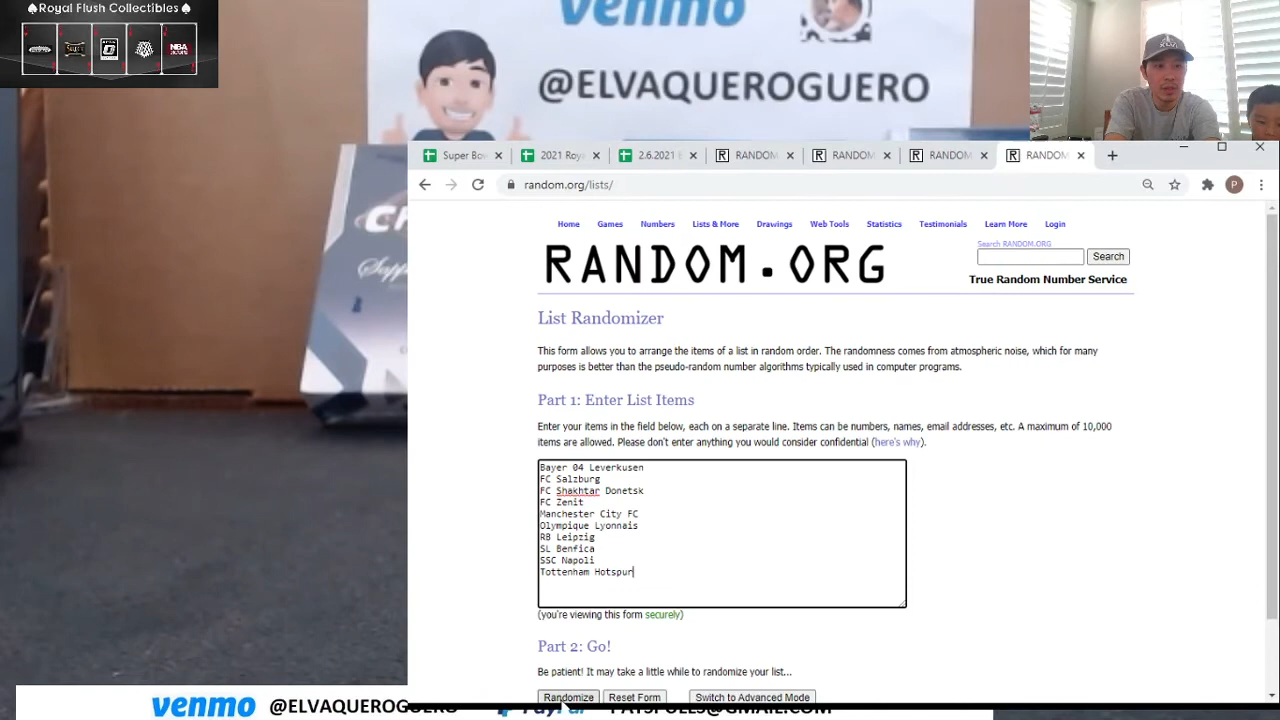 ♠Royal Flush Collectibles♠
venmo
@ELVAQUEROGUERO
Super Bo
2021 Roya
2.6.2021 B
RANDOM
RANDOM
RANDOM
RANDOM
random.org/lists/
P
Home Games Numbers Lists & More Drawings Web Tools Statistics Testimonials Learn More Login
RANDOM.ORG
Search RANDOM.ORG
Search
True Random Number Service
List Randomizer
This form allows you to arrange the items of a list in random order. The randomness comes from atmospheric noise, which for many
purposes is better than the pseudo-random number algorithms typically used in computer programs.
Part 1: Enter List Items
Enter your items in the field below, each on a separate line. Items can be numbers, names, email addresses, etc. A maximum of 10,000
items are allowed. Please don't enter anything you would consider confidential (here's why).
Bayer 04 Leverkusen
FC Salzburg
FC Shakhtar Donetsk
FC Zenit
Manchester City FC
Olympique Lyonnais
RB Leipzig
SL Benfica
SSC Napoli
Tottenham Hotspur
(you're viewing this form securely)
Part 2: Go!
Be patient! It may take a little while to randomize your list...
Randomize Reset Form Switch to Advanced Mode
venmo @ELVAQUEROGUERO PayPal PAT5PULLS@GMAIL.COM